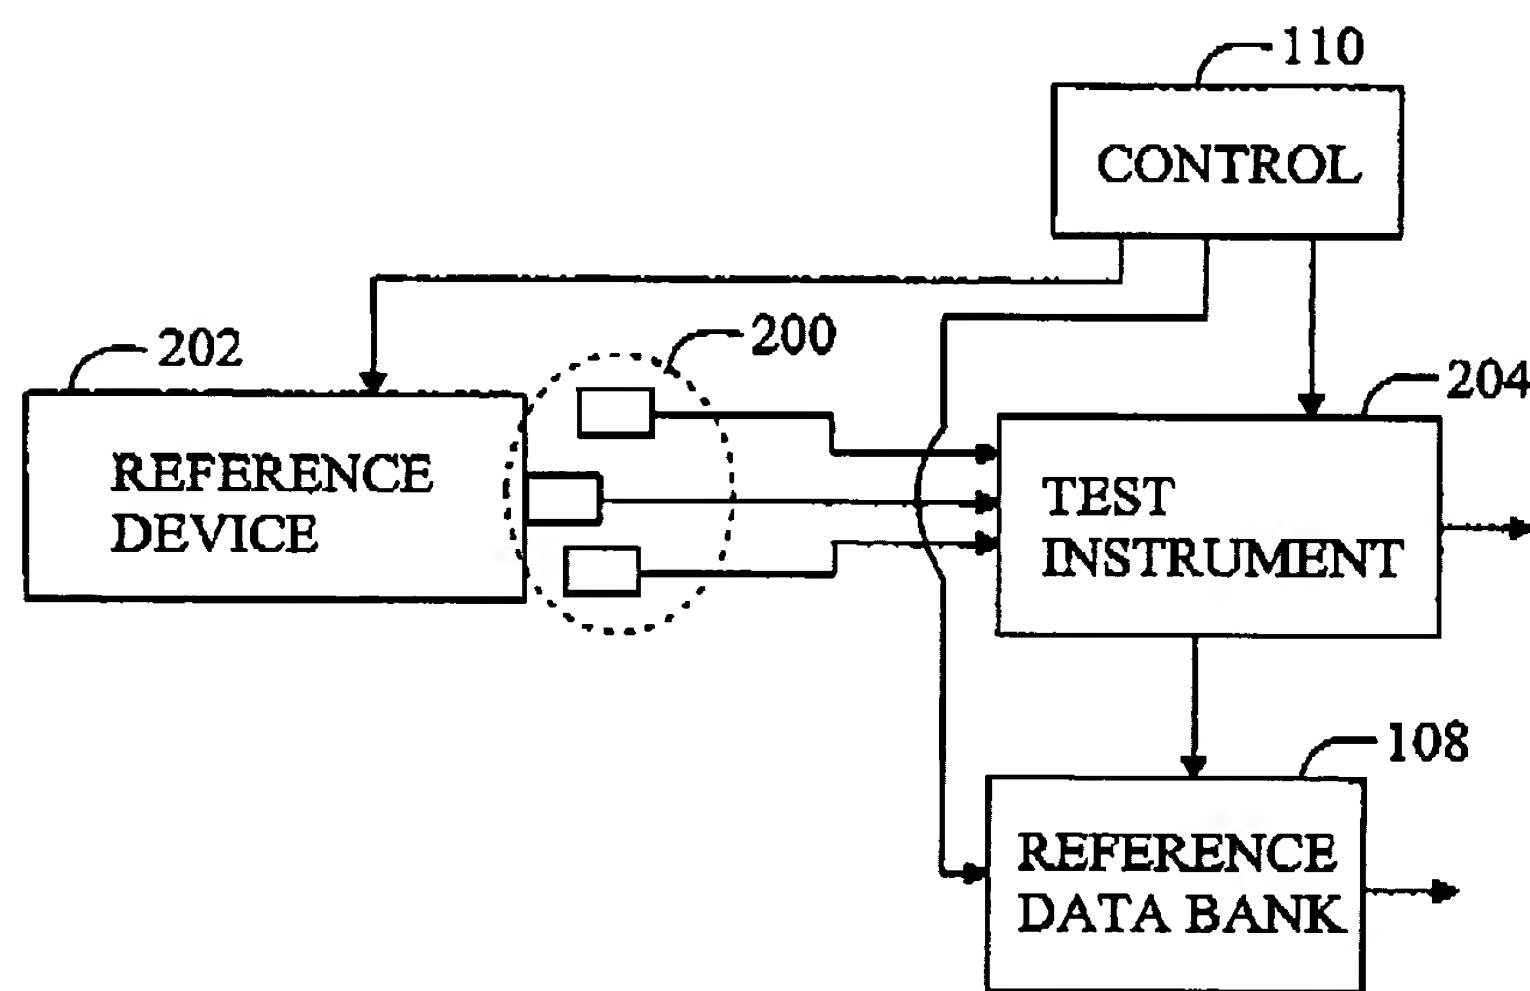 110
CONTROL
202
200
204
REFERENCE
DEVICE
TEST
INSTRUMENT
108
REFERENCE
DATA BANK